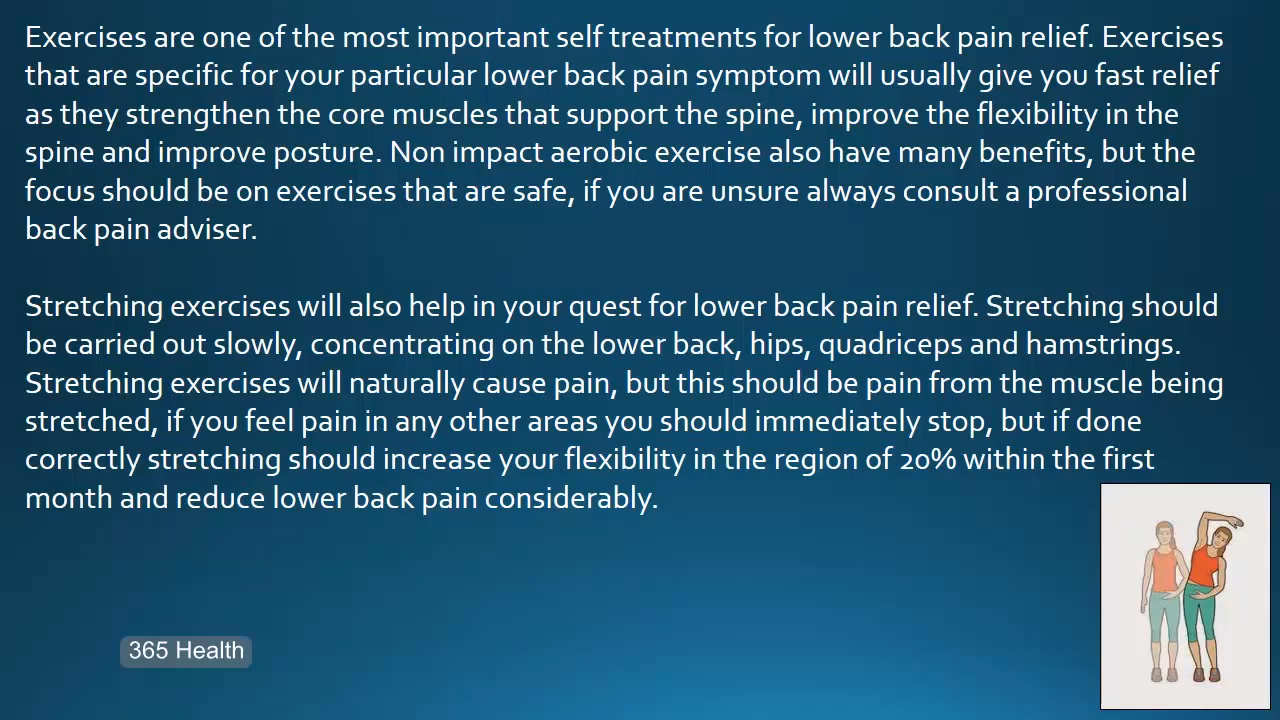 Exercises are one of the most important self treatments for lower back pain relief. Exercises
that are specific for your particular lower back pain symptom will usually give you fast relief
as they strengthen the core muscles that support the spine, improve the flexibility in the
spine and improve posture. Non impact aerobic exercise also have many benefits, but the
focus should be on exercises that are safe, if you are unsure always consult a professional
back pain adviser.
Stretching exercises will also help in your quest for lower back pain relief. Stretching should
be carried out slowly, concentrating on the lower back, hips, quadriceps and hamstrings.
Stretching exercises will naturally cause pain, but this should be pain from the muscle being
stretched, if you feel pain in any other areas you should immediately stop, but if done
correctly stretching should increase your flexibility in the region of 20% within the first
month and reduce lower back pain considerably.
365 Health